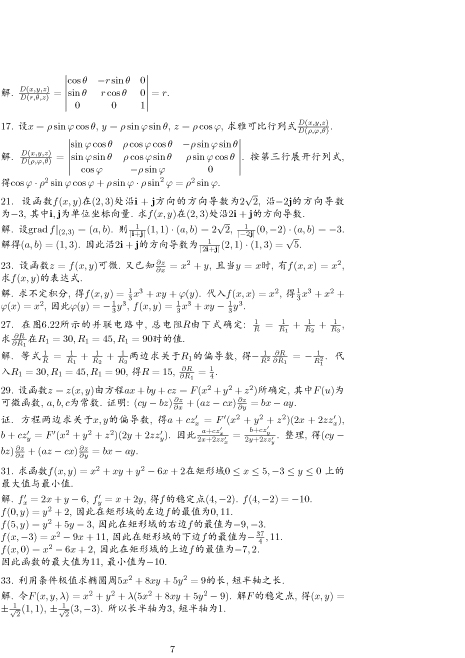 解. $\frac{D(x,y,z)}{D(r,\theta,z)} = \begin{vmatrix} \cos\theta & -r\sin\theta & 0 \\ \sin\theta & r\cos\theta & 0 \\ 0 & 0 & 1 \end{vmatrix} = r.$
17. 设$x - \rho\sin\varphi\cos\theta$, $y - \rho\sin\varphi\sin\theta$, $z - \rho\cos\varphi$, 求雅可比行列式$\frac{D(x,y,z)}{D(\rho,\varphi,\theta)}$.
解. $\frac{D(x,y,z)}{D(\rho,\varphi,\theta)} = \begin{vmatrix} \sin\varphi\cos\theta & \rho\cos\varphi\cos\theta & -\rho\sin\varphi\sin\theta \\ \sin\varphi\sin\theta & \rho\cos\varphi\sin\theta & \rho\sin\varphi\cos\theta \\ \cos\varphi & -\rho\sin\varphi & 0 \end{vmatrix}$. 按第三行展开行列式,
得$\cos\varphi\cdot\rho^2\sin\varphi\cos\varphi + \rho\sin\varphi\cdot\rho\sin^2\varphi = \rho^2\sin\varphi$.
21. 设函数$f(x,y)$在$(2,3)$处沿$\mathbf{i}+\mathbf{j}$方向的方向导数为$2\sqrt{2}$, 沿$-2\mathbf{j}$的方向导数
为$-3$, 其中$\mathbf{i},\mathbf{j}$为单位坐标向量. 求$f(x,y)$在$(2,3)$处沿$2\mathbf{i}+\mathbf{j}$的方向导数.
解. 设$\mathrm{grad} f|_{(2,3)} - (a,b)$. 则$\frac{1}{|\mathbf{i}+\mathbf{j}|}(1,1)\cdot(a,b) - 2\sqrt{2}$, $\frac{1}{|-2\mathbf{j}|}(0,-2)\cdot(a,b) - -3$.
解得$(a,b) = (1,3)$. 因此沿$2\mathbf{i}+\mathbf{j}$的方向导数为$\frac{1}{|2\mathbf{i}+\mathbf{j}|}(2,1)\cdot(1,3) = \sqrt{5}$.
23. 设函数$z = f(x,y)$可微. 又已知$\frac{\partial z}{\partial x} = x^2 + y$, 且当$y = x$时, 有$f(x,x) = x^2$,
求$f(x,y)$的表达式.
解. 求不定积分, 得$f(x,y) = \frac{1}{3}x^3 + xy + \varphi(y)$. 代入$f(x,x) = x^2$, 得$\frac{1}{3}x^3 + x^2 +$
$\varphi(x) = x^2$, 因此$\varphi(y) = -\frac{1}{3}y^3$, $f(x,y) = \frac{1}{3}x^3 + xy - \frac{1}{3}y^3$.
27. 在图6.22所示的并联电路中, 总电阻$R$由下式确定: $\frac{1}{R} = \frac{1}{R_1} + \frac{1}{R_2} + \frac{1}{R_3}$,
求$\frac{\partial R}{\partial R_1}$在$R_1 = 30, R_1 = 45, R_1 = 90$时的值.
解. 等式$\frac{1}{R} = \frac{1}{R_1} + \frac{1}{R_2} + \frac{1}{R_3}$两边求关于$R_1$的偏导数, 得$-\frac{1}{R^2}\frac{\partial R}{\partial R_1} = -\frac{1}{R_1^2}$. 代
入$R_1 = 30, R_1 = 45, R_1 = 90$, 得$R = 15$, $\frac{\partial R}{\partial R_1} = \frac{1}{4}$.
29. 设函数$z - z(x,y)$由方程$ax + by + cz - F(x^2 + y^2 + z^2)$所确定, 其中$F(u)$为
可微函数, $a,b,c$为常数. 证明: $(cy - bz)\frac{\partial z}{\partial x} + (az - cx)\frac{\partial z}{\partial y} = bx - ay$.
证. 方程两边求关于$x,y$的偏导数, 得$a + cz'_x = F'(x^2 + y^2 + z^2)(2x + 2zz'_x)$,
$b + cz'_y = F'(x^2 + y^2 + z^2)(2y + 2zz'_y)$. 因此$\frac{a+cz'_x}{2x+2zz'_x} = \frac{b+cz'_y}{2y+2zz'_y}$. 整理, 得$(cy -$
$bz)\frac{\partial z}{\partial x} + (az - cx)\frac{\partial z}{\partial y} = bx - ay$.
31. 求函数$f(x,y) = x^2 + xy + y^2 - 6x + 2$在矩形域$0 \le x \le 5, -3 \le y \le 0$ 上的
最大值与最小值.
解. $f'_x = 2x + y - 6$, $f'_y = x + 2y$, 得$f$的稳定点$(4,-2)$. $f(4,-2) = -10$.
$f(0,y) = y^2 + 2$, 因此在矩形域的左边$f$的最值为$0, 11$.
$f(5,y) = y^2 + 5y - 3$, 因此在矩形域的右边$f$的最值为$-9, -3$.
$f(x,-3) = x^2 - 9x + 11$, 因此在矩形域的下边$f$的最值为$-\frac{37}{4}, 11$.
$f(x,0) = x^2 - 6x + 2$, 因此在矩形域的上边$f$的最值为$-7, 2$.
因此函数的最大值为11, 最小值为$-10$.
33. 利用条件极值求椭圆周$5x^2 + 8xy + 5y^2 = 9$的长, 短半轴之长.
解. 令$F(x,y,\lambda) = x^2 + y^2 + \lambda(5x^2 + 8xy + 5y^2 - 9)$. 解$F$的稳定点, 得$(x,y) =$
$\pm\frac{1}{\sqrt{2}}(1,1), \pm\frac{1}{\sqrt{2}}(3,-3)$. 所以长半轴为3, 短半轴为1.
7